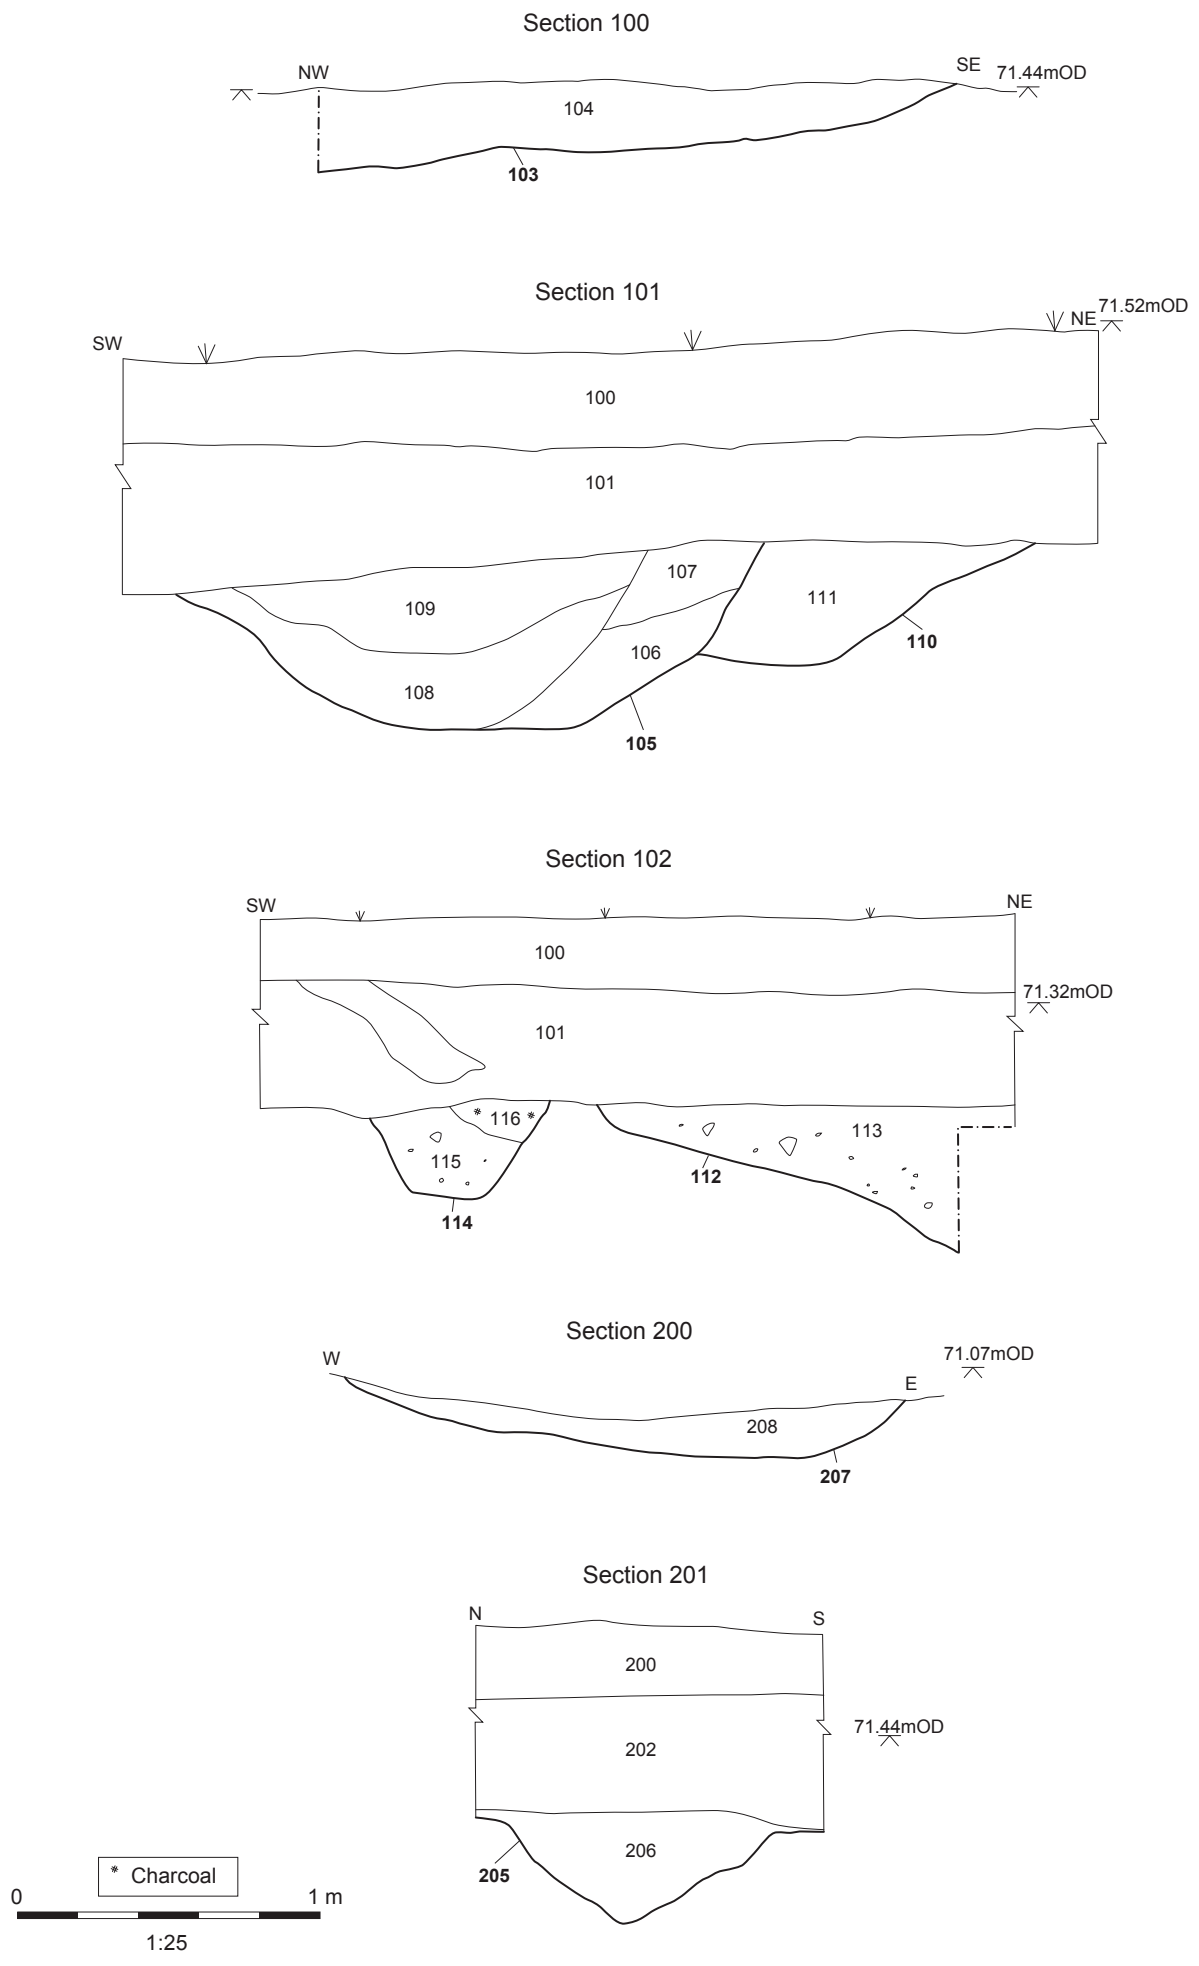 Section 100
NW
SE
71.44mOD
104
103
Section 101
71.52mOD
NE
SW
100
101
107
109
111
110
106
108
105
Section 102
SW
NE
100
71.32mOD
101
116
113
115
112
114
Section 200
W
71.07mOD
E
208
207
Section 201
N
S
200
71.44mOD
202
206
205
* Charcoal
0
1 m
1:25